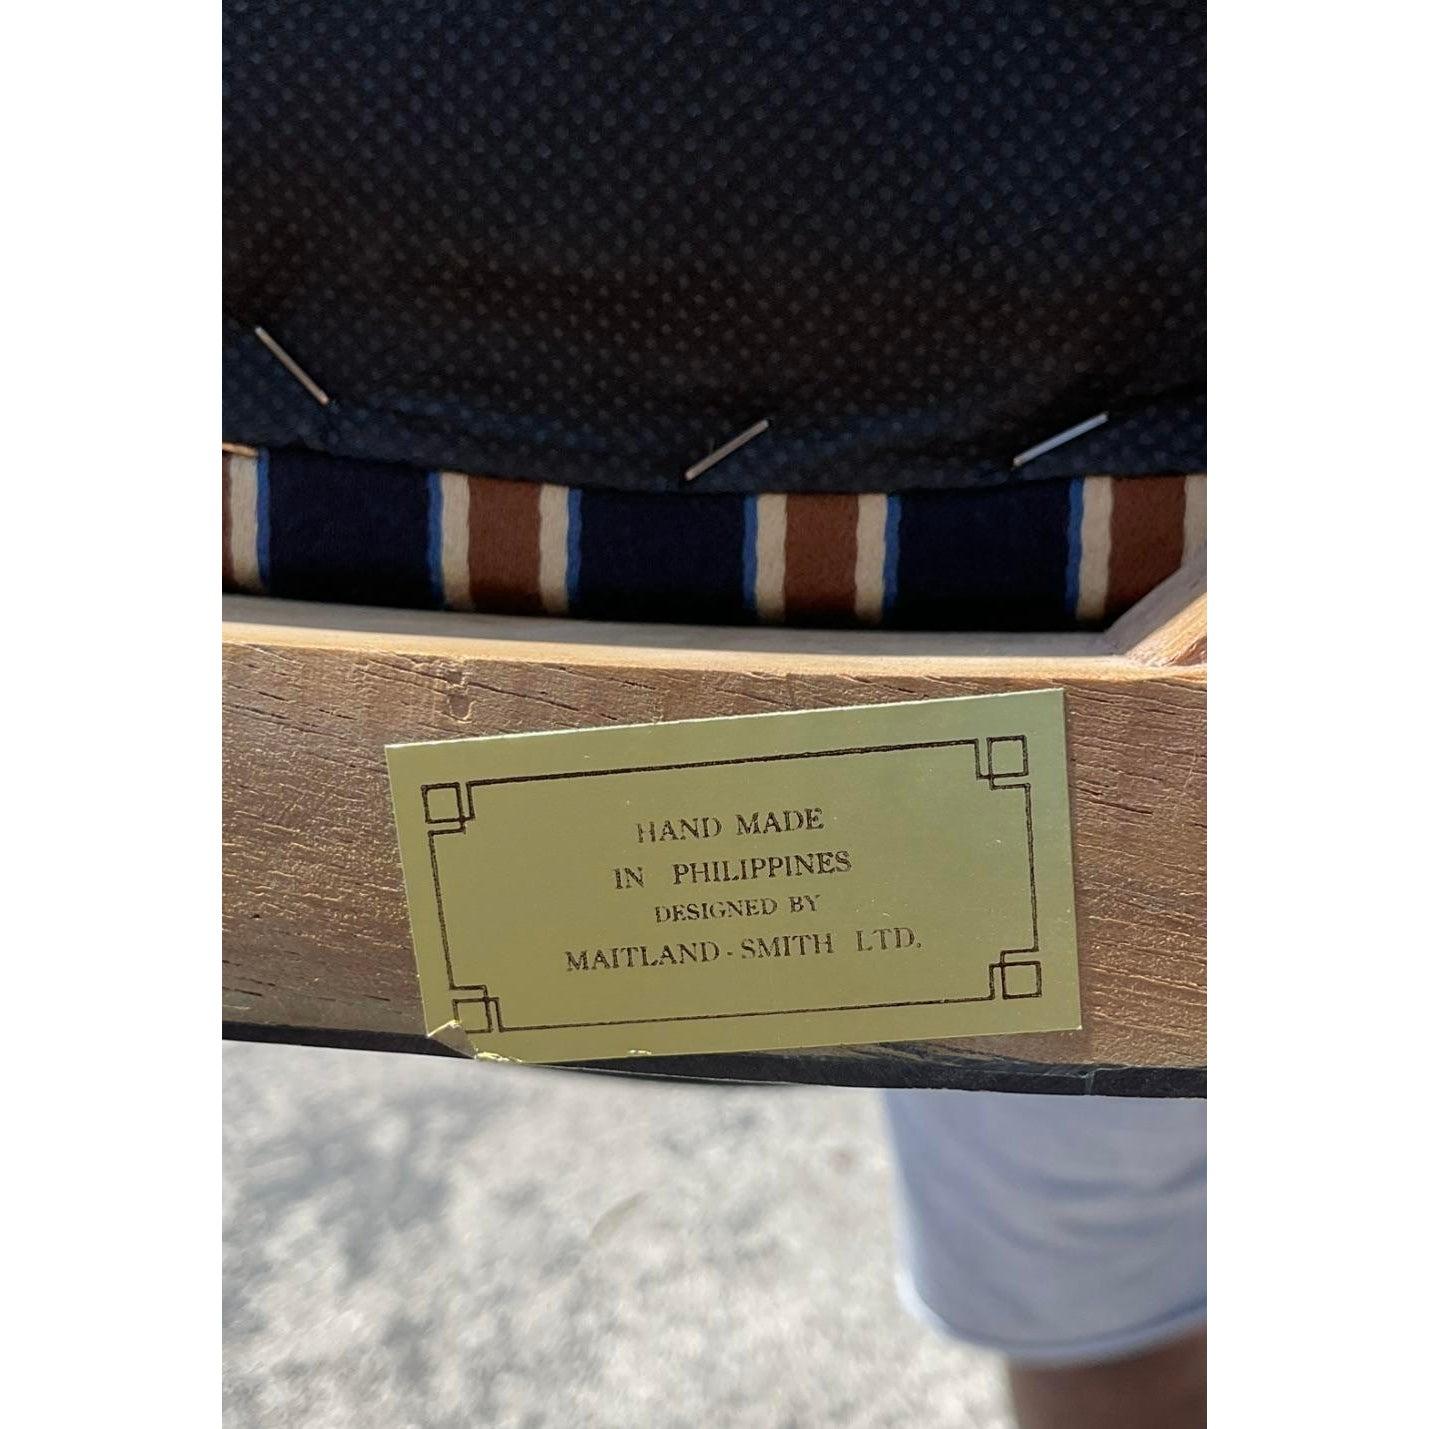 HAND MADE
IN PHILIPPINES
DESIGNED BY
MAITLAND-SMITH LTD.